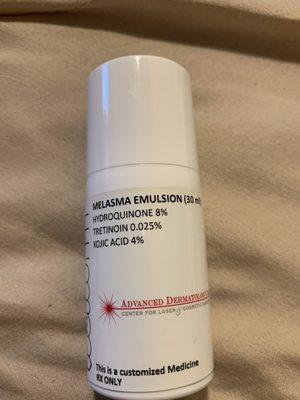 MELASMA EMULSION (30 ml)
HYDROQUINONE 8%
TRETINOIN 0.025%
KOJIC ACID 4%
ADVANCED DERMATOLOGY
CENTER FOR LASER & COSMETIC
This is a customized Medicine
RX ONLY